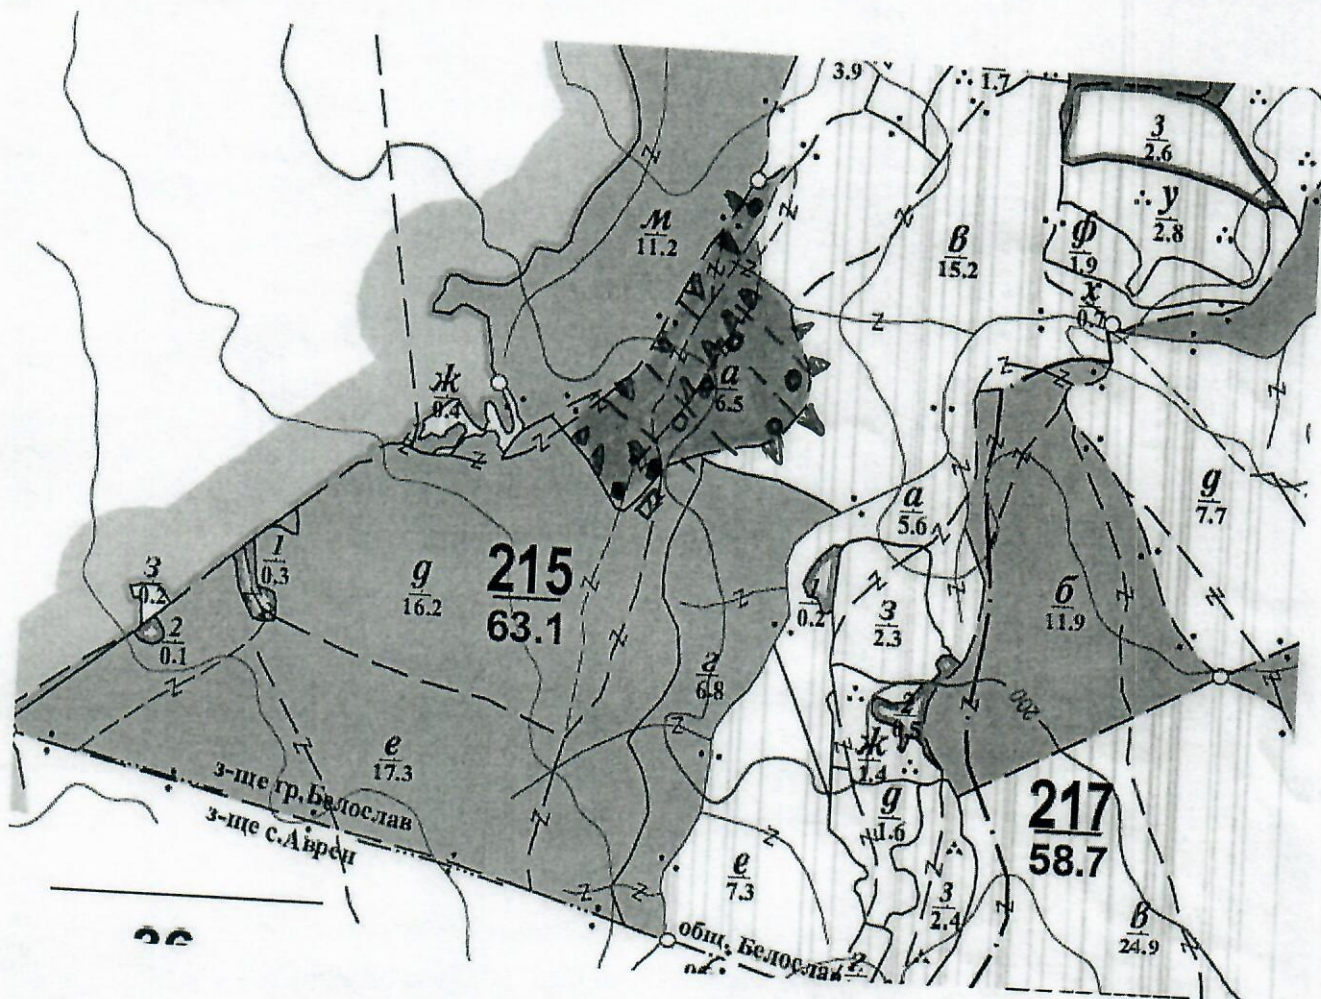 3.9
1.7
З
2.6
у
2.8
ф
1.9
х
0.7
м
11.2
в
15.2
ж
0.4
а
6.5
а
5.6
д
7.7
1
0.3
д
16.2
215
63.1
З
0.2
2
0.1
1
0.2
З
2.3
б
11.9
г
6.8
200
2
ж
1.4
е
17.3
з-ще гр. Белослав
з-ще с.Аврен
217
58.7
д
1.6
е
7.3
З
2.4
в
24.9
общ. Белослав